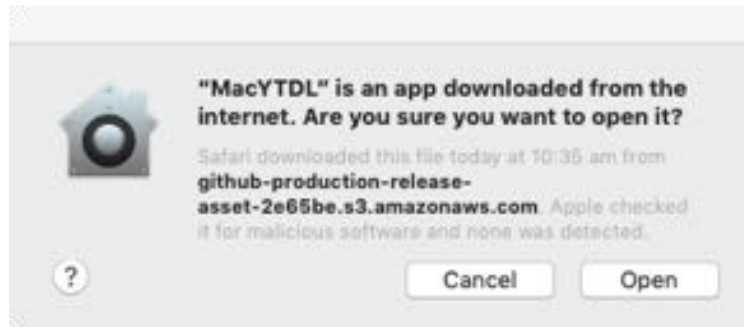 “MacYTDL” is an app downloaded from the
internet. Are you sure you want to open it?
Safari downloaded this file today at 10:35 am from
github-production-release-
asset-2e65be.s3.amazonaws.com. Apple checked
it for malicious software and none was detected.
?
Cancel
Open